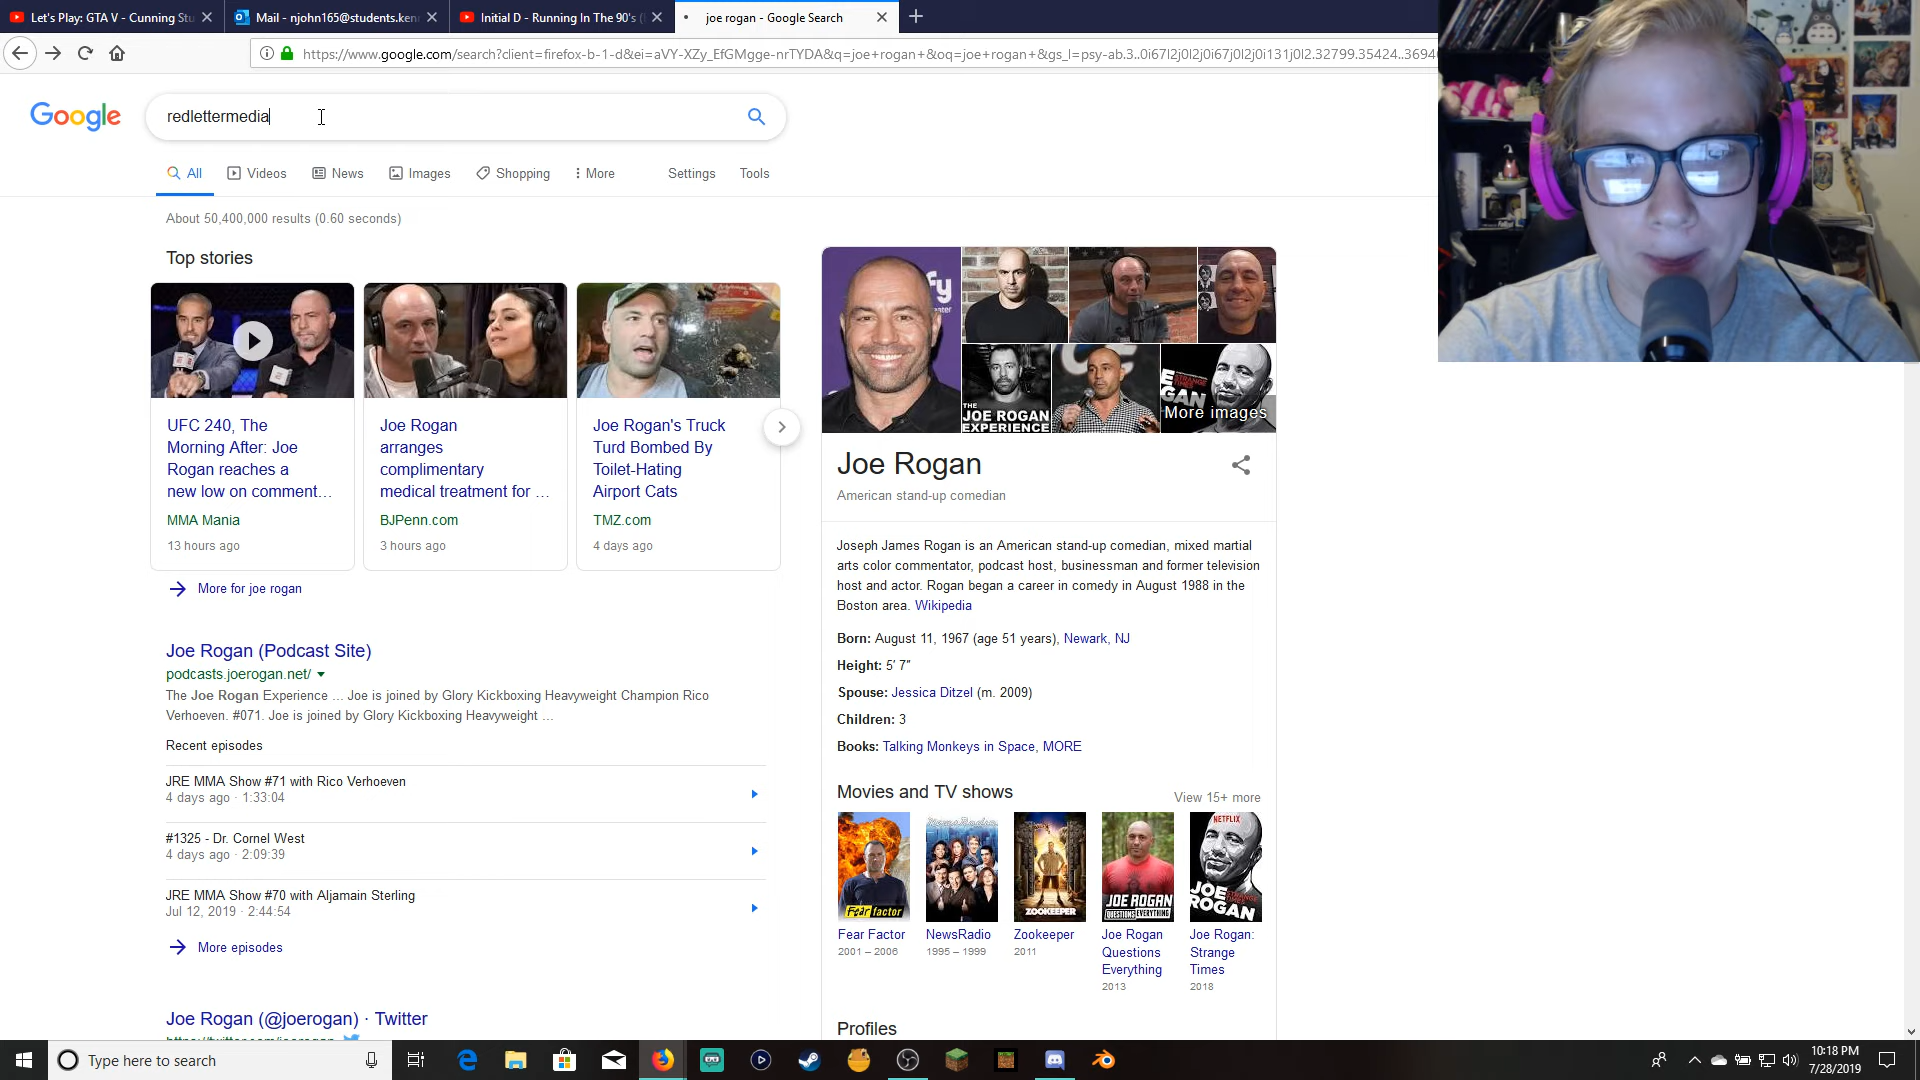 Let's Play: GTA V - Cunning Stu
Mail - njohn165@students.ken
Initial D - Running In The 90's (
joe rogan - Google Search
https://www.google.com/search?client=firefox-b-1-d&ei=aVY-XZy_EfGMgge-nrTYDA&q=joe+rogan+&oq=joe+rogan+&gs_l=psy-ab.3..0i67l2j0l2j0i67j0l2j0i131j0l2.32799.35424..3694
Google
redlettermedia
All
Videos
News
Images
Shopping
More
Settings
Tools
About 50,400,000 results (0.60 seconds)
Top stories
UFC 240, The
Morning After: Joe
Rogan reaches a
new low on comment...
MMA Mania
13 hours ago
Joe Rogan
arranges
complimentary
medical treatment for ...
BJPenn.com
3 hours ago
Joe Rogan's Truck
Turd Bombed By
Toilet-Hating
Airport Cats
TMZ.com
4 days ago
More for joe rogan
Joe Rogan (Podcast Site)
podcasts.joerogan.net/
The Joe Rogan Experience ... Joe is joined by Glory Kickboxing Heavyweight Champion Rico
Verhoeven. #071. Joe is joined by Glory Kickboxing Heavyweight ...
Recent episodes
JRE MMA Show #71 with Rico Verhoeven
4 days ago · 1:33:04
#1325 - Dr. Cornel West
4 days ago · 2:09:39
JRE MMA Show #70 with Aljamain Sterling
Jul 12, 2019 · 2:44:54
More episodes
Joe Rogan (@joerogan) · Twitter
THE
JOE ROGAN
EXPERIENCE
STRANGE
TIMES
More images
Joe Rogan
American stand-up comedian
Joseph James Rogan is an American stand-up comedian, mixed martial
arts color commentator, podcast host, businessman and former television
host and actor. Rogan began a career in comedy in August 1988 in the
Boston area. Wikipedia
Born: August 11, 1967 (age 51 years), Newark, NJ
Height: 5′ 7″
Spouse: Jessica Ditzel (m. 2009)
Children: 3
Books: Talking Monkeys in Space, MORE
Movies and TV shows
View 15+ more
Fear factor
NewsRadio
ZOOKEEPER
JOE ROGAN
QUESTIONS EVERYTHING
NETFLIX
JOE
ROGAN
Fear Factor
2001 – 2006
NewsRadio
1995 – 1999
Zookeeper
2011
Joe Rogan
Questions
Everything
2013
Joe Rogan:
Strange
Times
2018
Profiles
Type here to search
10:18 PM
7/28/2019